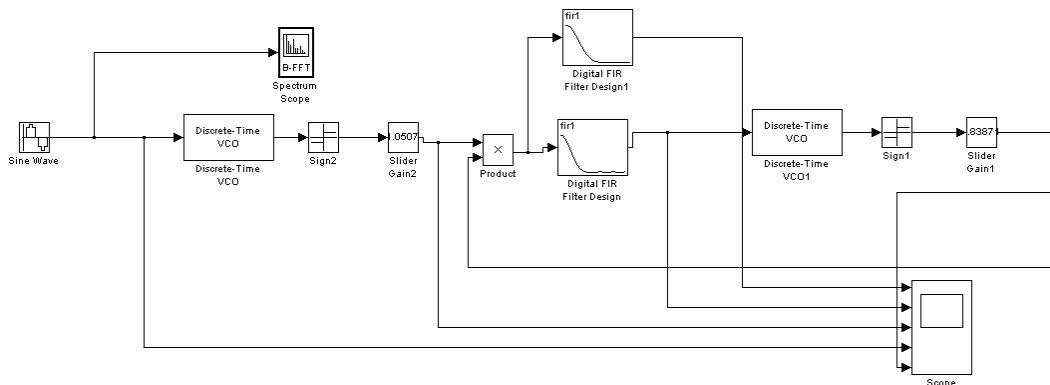 fir1
Digital FIR
Filter Design1
B-FFT
Spectrum
Scope
Sine Wave
Discrete-Time
VCO
Discrete-Time
VCO
Sign2
1.0507
Slider
Gain2
×
Product
fir1
Digital FIR
Filter Design
Discrete-Time
VCO
Discrete-Time
VCO1
Sign1
.8387
Slider
Gain1
Scope